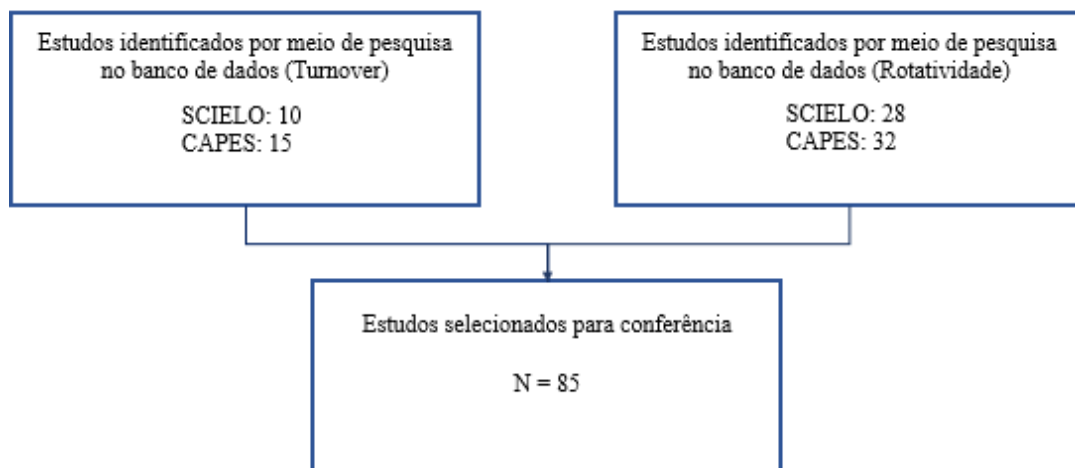 Estudos identificados por meio de pesquisa
no banco de dados (Turnover)
SCIELO: 10
CAPES: 15
Estudos identificados por meio de pesquisa
no banco de dados (Rotatividade)
SCIELO: 28
CAPES: 32
Estudos selecionados para conferência
N = 85